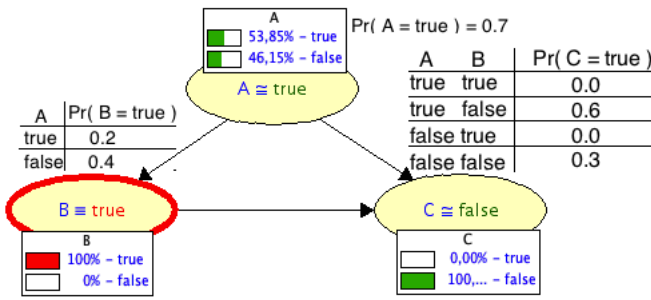 A
53,85% – true
46,15% – false
A ≅ true
Pr( A = true ) = 0.7
A B Pr( C = true )
true true 0.0
true false 0.6
false true 0.0
false false 0.3
A Pr( B = true )
true 0.2
false 0.4
B ≡ true
B
100% – true
0% – false
C ≅ false
C
0,00% – true
100,... – false